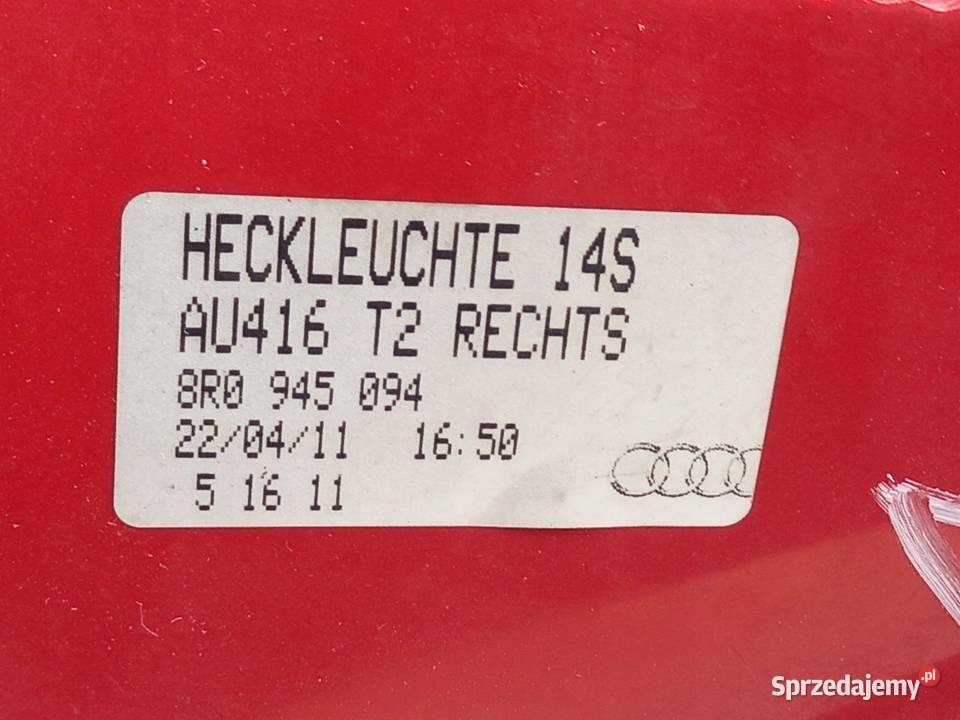 HECKLEUCHTE 14S
AU416 T2 RECHTS
8R0 945 094
22/04/11 16:50
5 16 11
Sprzedajemy.pl